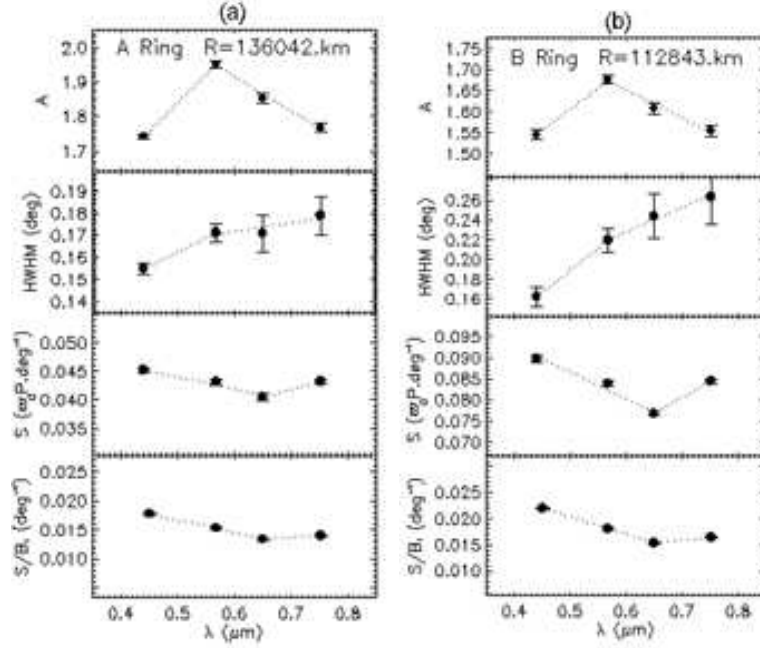 (a)
A Ring R=136042.km
2.0
1.9
1.8
1.7
A
0.19
0.18
0.17
0.16
0.15
0.14
HWHM (deg)
0.050
0.045
0.040
0.035
S (ϖ₀P.deg⁻¹)
0.025
0.020
0.015
0.010
S/B, (deg⁻¹)
0.4 0.5 0.6 0.7 0.8
λ (μm)
(b)
B Ring R=112843.km
1.75
1.70
1.65
1.60
1.55
1.50
A
0.26
0.24
0.22
0.20
0.18
0.16
HWHM (deg)
0.095
0.090
0.085
0.080
0.075
0.070
S (ϖ₀P.deg⁻¹)
0.025
0.020
0.015
0.010
S/B, (deg⁻¹)
0.4 0.5 0.6 0.7 0.8
λ (μm)